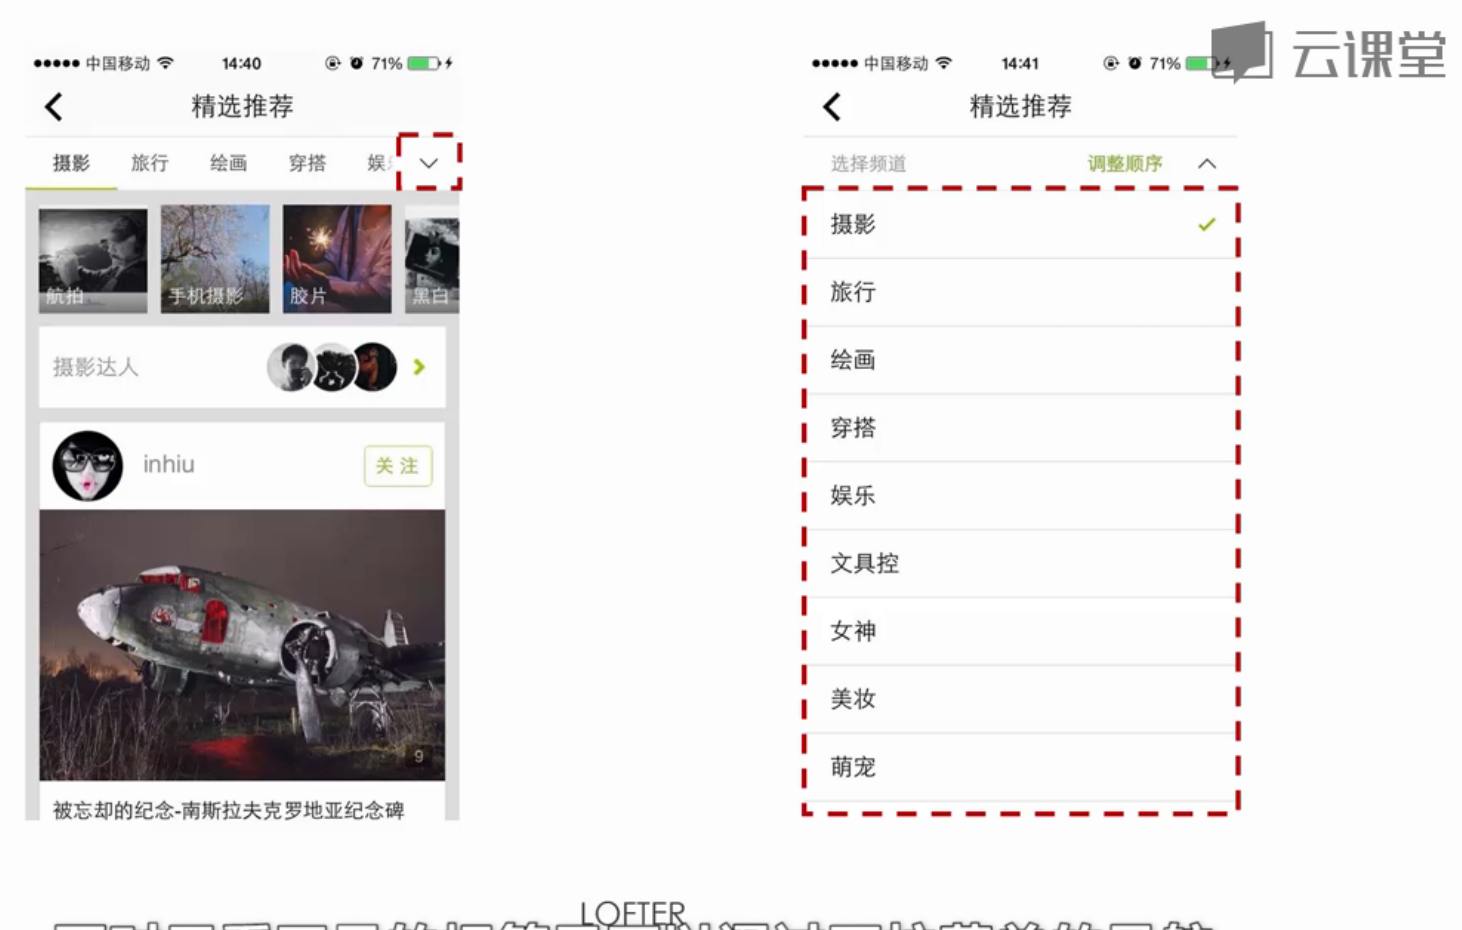 云课堂
中国移动 14:40 71%
精选推荐
摄影 旅行 绘画 穿搭 娱
航拍 手机摄影 胶片 黑白
摄影达人
inhiu 关注
9
被忘却的纪念-南斯拉夫克罗地亚纪念碑
中国移动 14:41 71%
精选推荐
选择频道 调整顺序
摄影
旅行
绘画
穿搭
娱乐
文具控
女神
美妆
萌宠
LOFTER